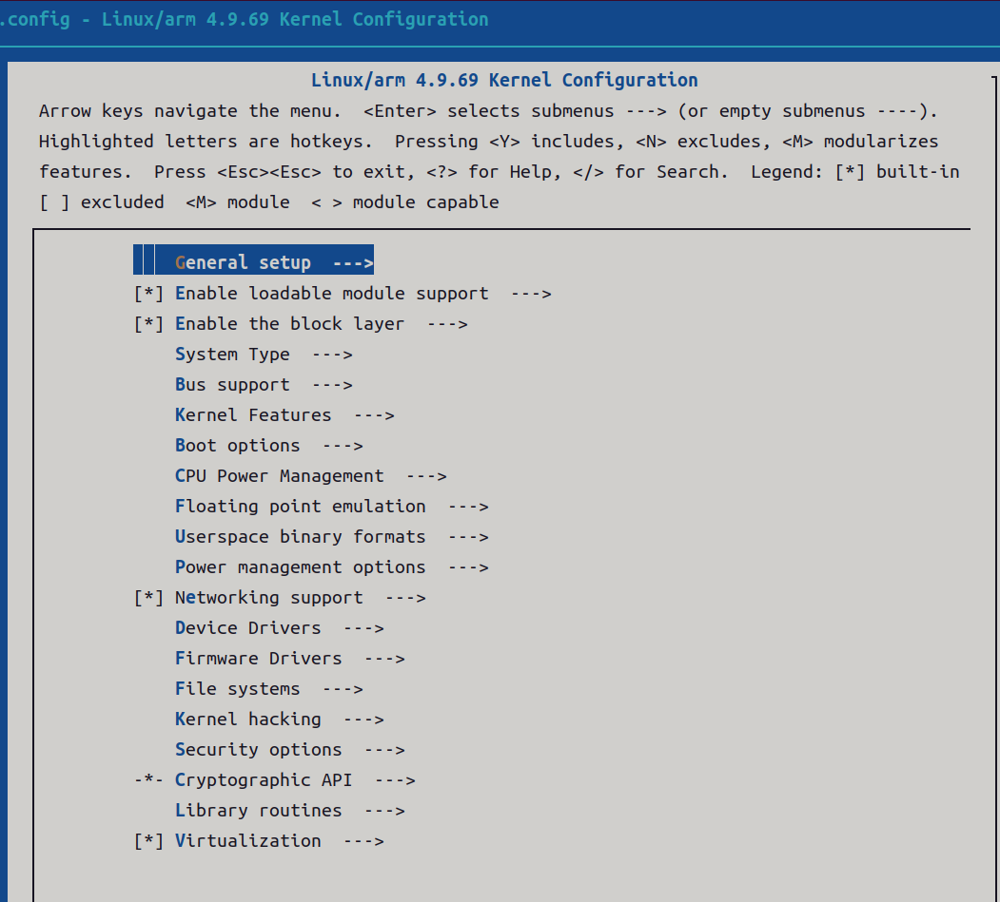 .config - Linux/arm 4.9.69 Kernel Configuration
Linux/arm 4.9.69 Kernel Configuration
Arrow keys navigate the menu.  <Enter> selects submenus ---> (or empty submenus ----).
Highlighted letters are hotkeys.  Pressing <Y> includes, <N> excludes, <M> modularizes
features.  Press <Esc><Esc> to exit, <?> for Help, </> for Search.  Legend: [*] built-in
[ ] excluded  <M> module  < > module capable
General setup  --->
[*] Enable loadable module support  --->
[*] Enable the block layer  --->
System Type  --->
Bus support  --->
Kernel Features  --->
Boot options  --->
CPU Power Management  --->
Floating point emulation  --->
Userspace binary formats  --->
Power management options  --->
[*] Networking support  --->
Device Drivers  --->
Firmware Drivers  --->
File systems  --->
Kernel hacking  --->
Security options  --->
-*- Cryptographic API  --->
Library routines  --->
[*] Virtualization  --->